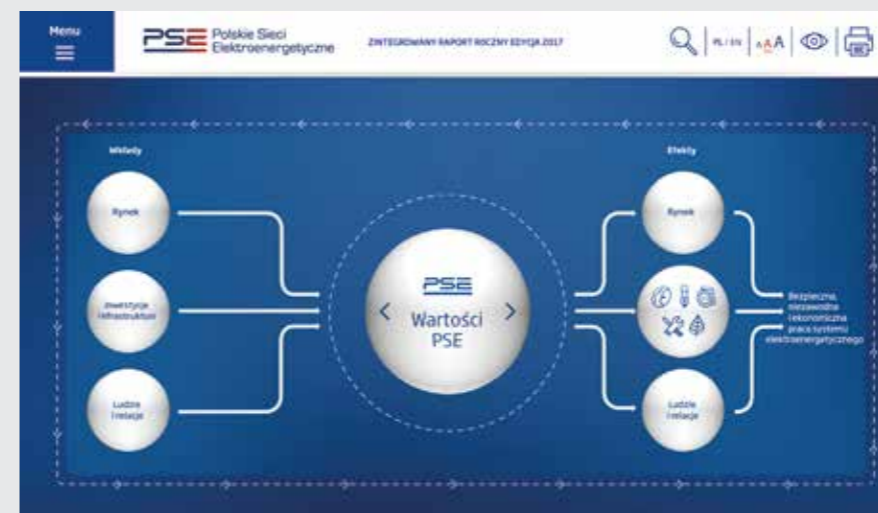 Menu
PSE Polskie Sieci
Elektroenergetyczne
ZINTEGROWANY RAPORT ROCZNY EDYCJA 2017
PL / EN
A A A
Wkłady
Rynek
Inwestycje
i infrastruktura
Ludzie
i relacje
PSE
Wartości
PSE
Efekty
Rynek
Ludzie
i relacje
Bezpieczna,
niezawodna
i ekonomiczna
praca systemu
elektroenergetycznego